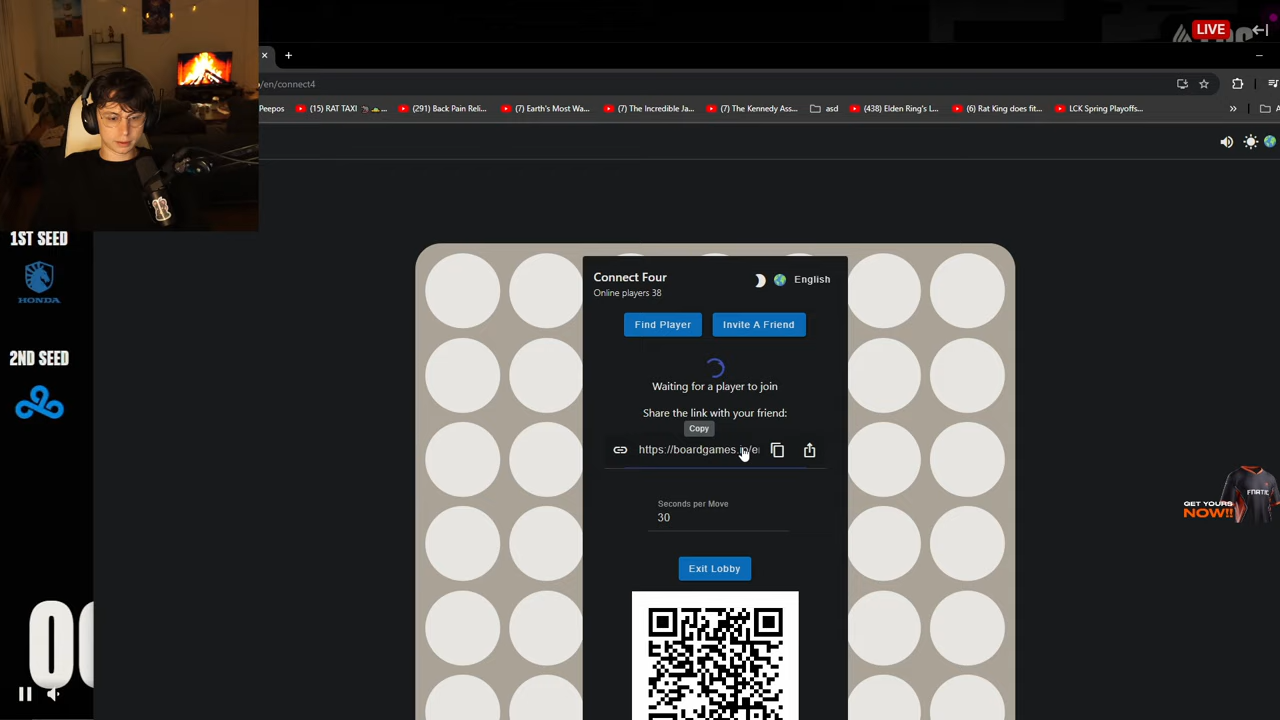 LIVE
/en/connect4
Peepos
(15) RAT TAXI
(291) Back Pain Reli...
(7) Earth's Most Wa...
(7) The Incredible Ja...
(7) The Kennedy Ass...
asd
(438) Elden Ring's L...
(6) Rat King does fit...
LCK Spring Playoffs...
1ST SEED
HONDA
2ND SEED
Connect Four
Online players 38
English
Find Player
Invite A Friend
Waiting for a player to join
Share the link with your friend:
Copy
https://boardgames.io/e
Seconds per Move
30
Exit Lobby
FNATIC
GET YOURS
NOW!!